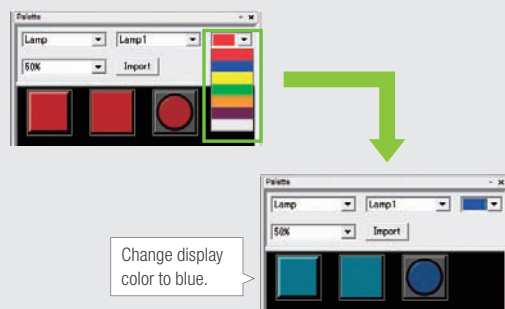 Palette
Lamp Lamp1
50% Import
Palette
Lamp Lamp1
50% Import
Change display
color to blue.